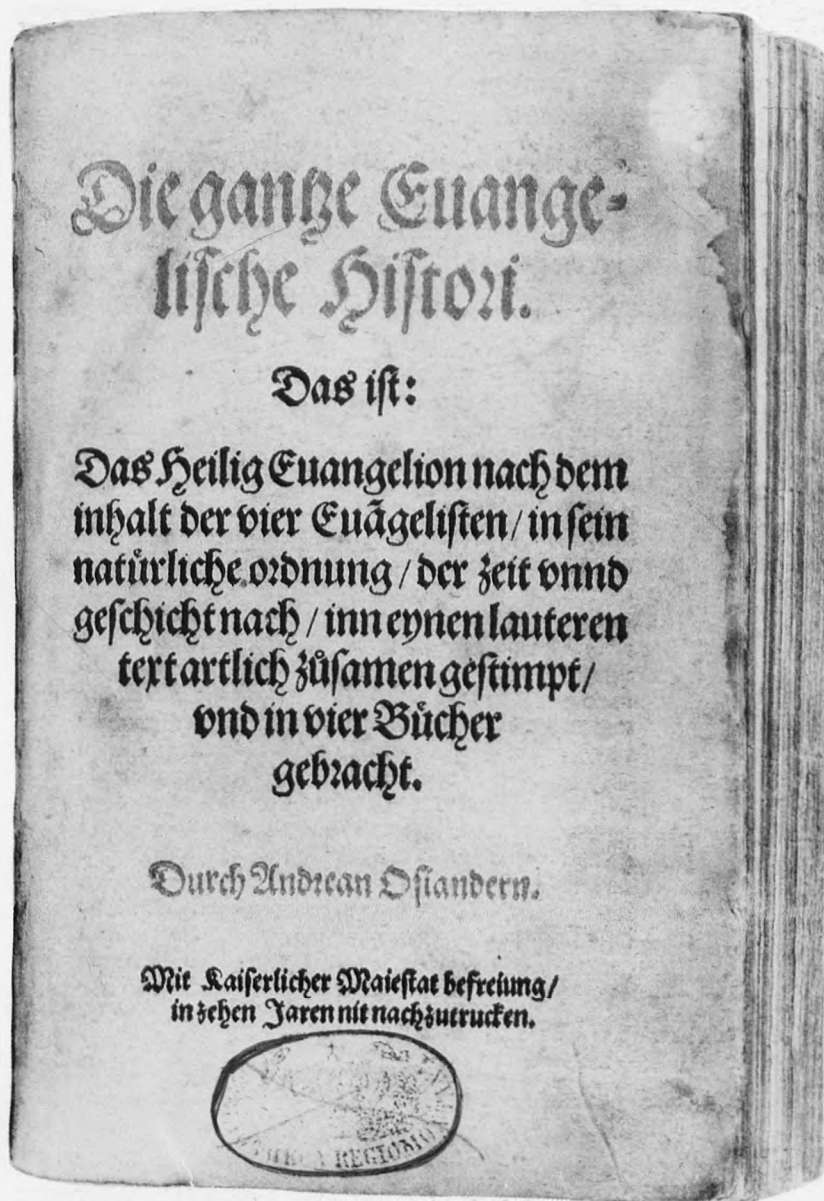 Die gantze Euange-
lische Histori.
Das ist:
Das Heilig Euangelion nach dem
inhalt der vier Euãgelisten/ in sein
natürliche ordnung/ der zeit vnnd
geschicht nach/ inn eynen lauteren
text artlich zůsamen gestimpt/
vnd in vier Bücher
gebracht.
Durch Andrean Osiandern.
Mit Kaiserlicher Maiestat befreiung/
in zehen Jaren nit nachzutrucken.